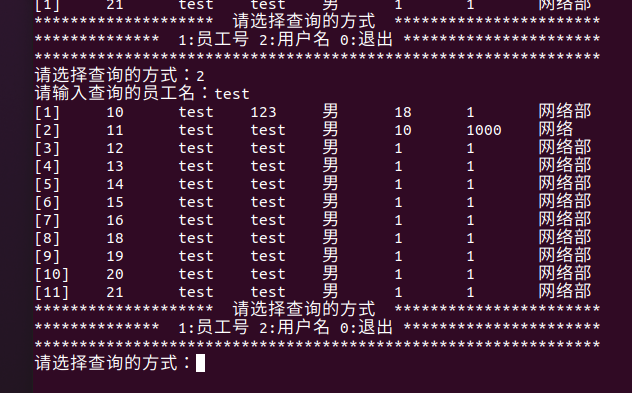 [1] 21 test test 男 1 1 网络部
******************** 请选择查询的方式 ***********************
************** 1:员工号 2:用户名 0:退出 **********************
***************************************************************
请选择查询的方式：2
请输入查询的员工名：test
[1] 10 test 123 男 18 1 网络部
[2] 11 test test 男 10 1000 网络
[3] 12 test test 男 1 1 网络部
[4] 13 test test 男 1 1 网络部
[5] 14 test test 男 1 1 网络部
[6] 15 test test 男 1 1 网络部
[7] 16 test test 男 1 1 网络部
[8] 18 test test 男 1 1 网络部
[9] 19 test test 男 1 1 网络部
[10] 20 test test 男 1 1 网络部
[11] 21 test test 男 1 1 网络部
******************** 请选择查询的方式 ***********************
************** 1:员工号 2:用户名 0:退出 **********************
***************************************************************
请选择查询的方式：